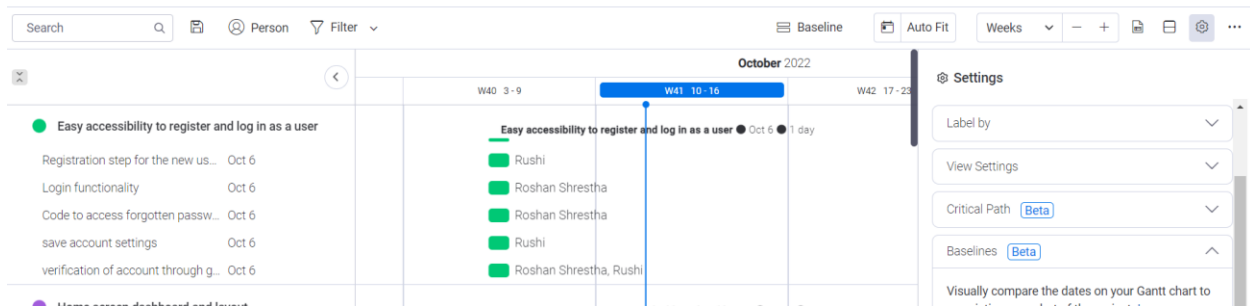 Search Person Filter Baseline Auto Fit Weeks
October 2022
Settings
W40 3 - 9 W41 10 - 16 W42 17 - 23
Easy accessibility to register and log in as a user Easy accessibility to register and log in as a user ● Oct 6 ● 1 day
Label by
Registration step for the new us... Oct 6 Rushi
View Settings
Login functionality Oct 6 Roshan Shrestha
Code to access forgotten passw... Oct 6 Roshan Shrestha
Critical Path Beta
save account settings Oct 6 Rushi
Baselines Beta
verification of account through g... Oct 6 Roshan Shrestha, Rushi
Visually compare the dates on your Gantt chart to
Home screen dashboard and layout